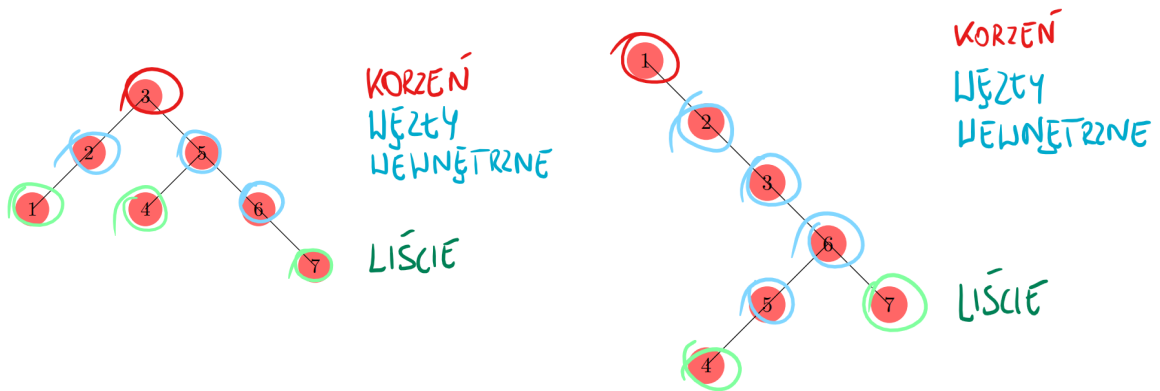 KORZEŃ
WĘZŁY
WEWNĘTRZNE
LIŚCIE
3
2
5
1
4
6
7
KORZEŃ
WĘZŁY
WEWNĘTRZNE
LIŚCIE
1
2
3
6
5
7
4